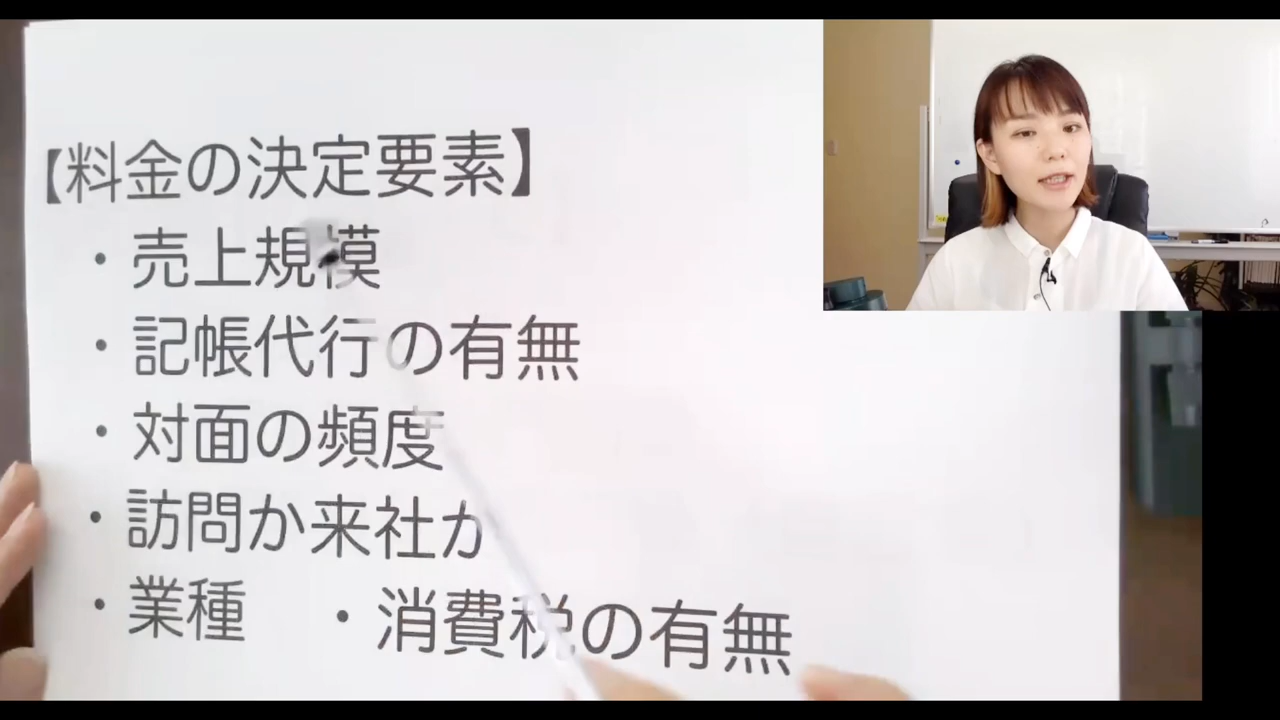 【料金の決定要素】
・売上規模
・記帳代行の有無
・対面の頻度
・訪問か来社か
・業種 ・消費税の有無